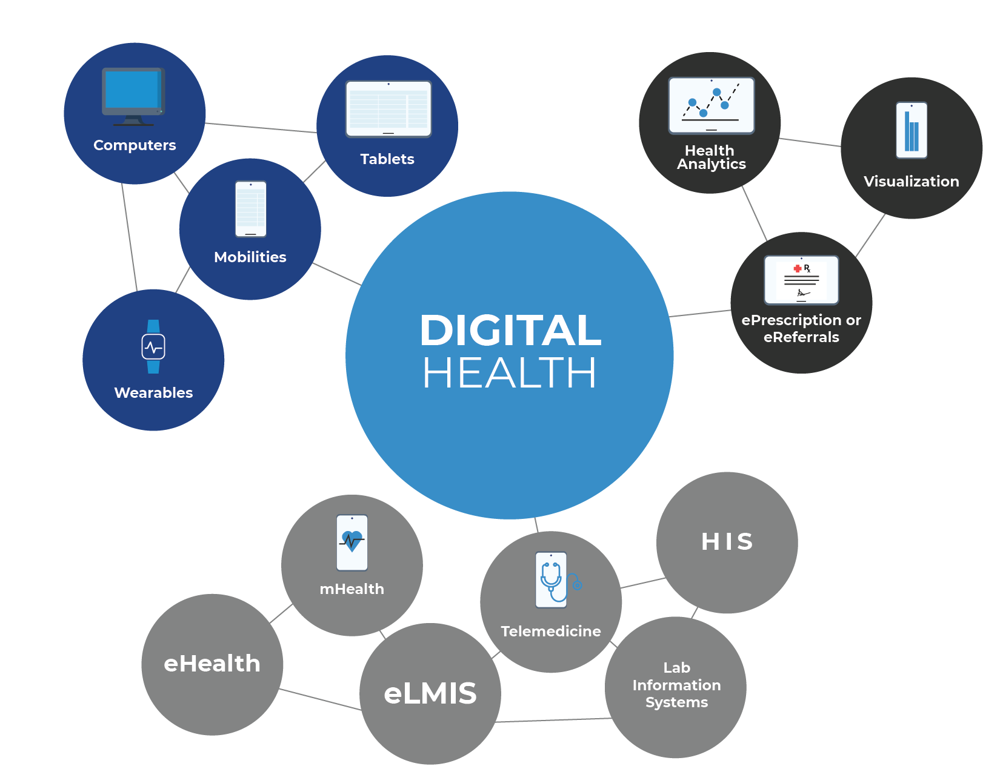 Computers
Tablets
Mobilities
Wearables
Health
Analytics
Visualization
Rx
ePrescription or
eReferrals
DIGITAL
HEALTH
mHealth
eHealth
eLMIS
Telemedicine
HIS
Lab
Information
Systems